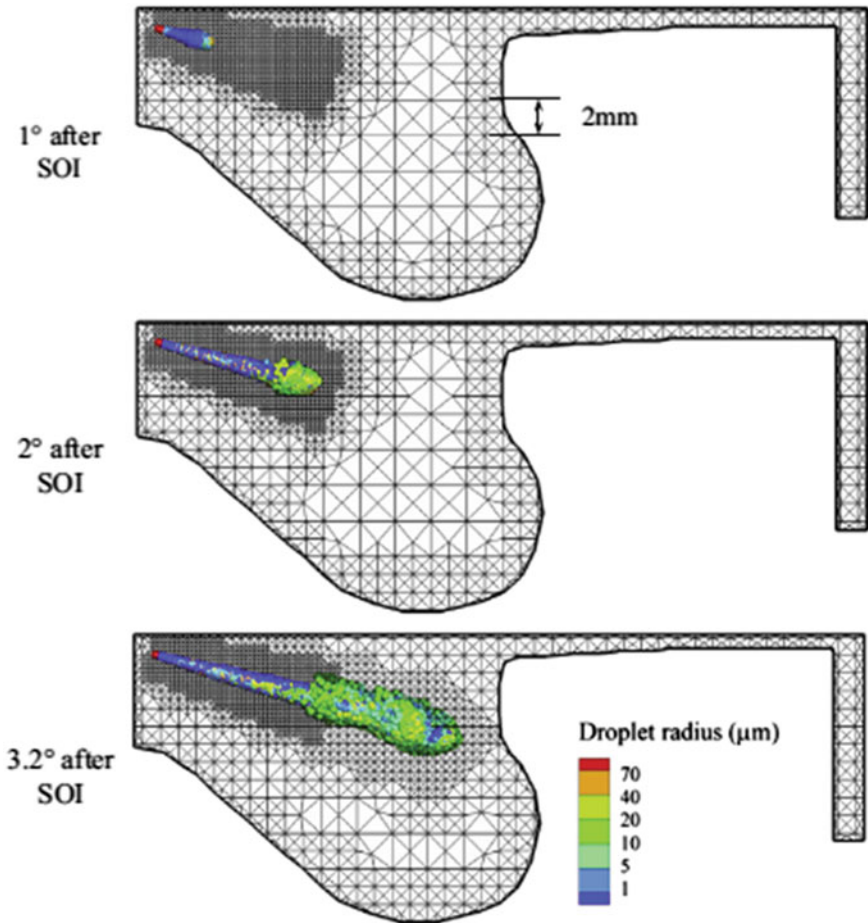 1° after
SOI
2mm
2° after
SOI
3.2° after
SOI
Droplet radius (µm)
70
40
20
10
5
1